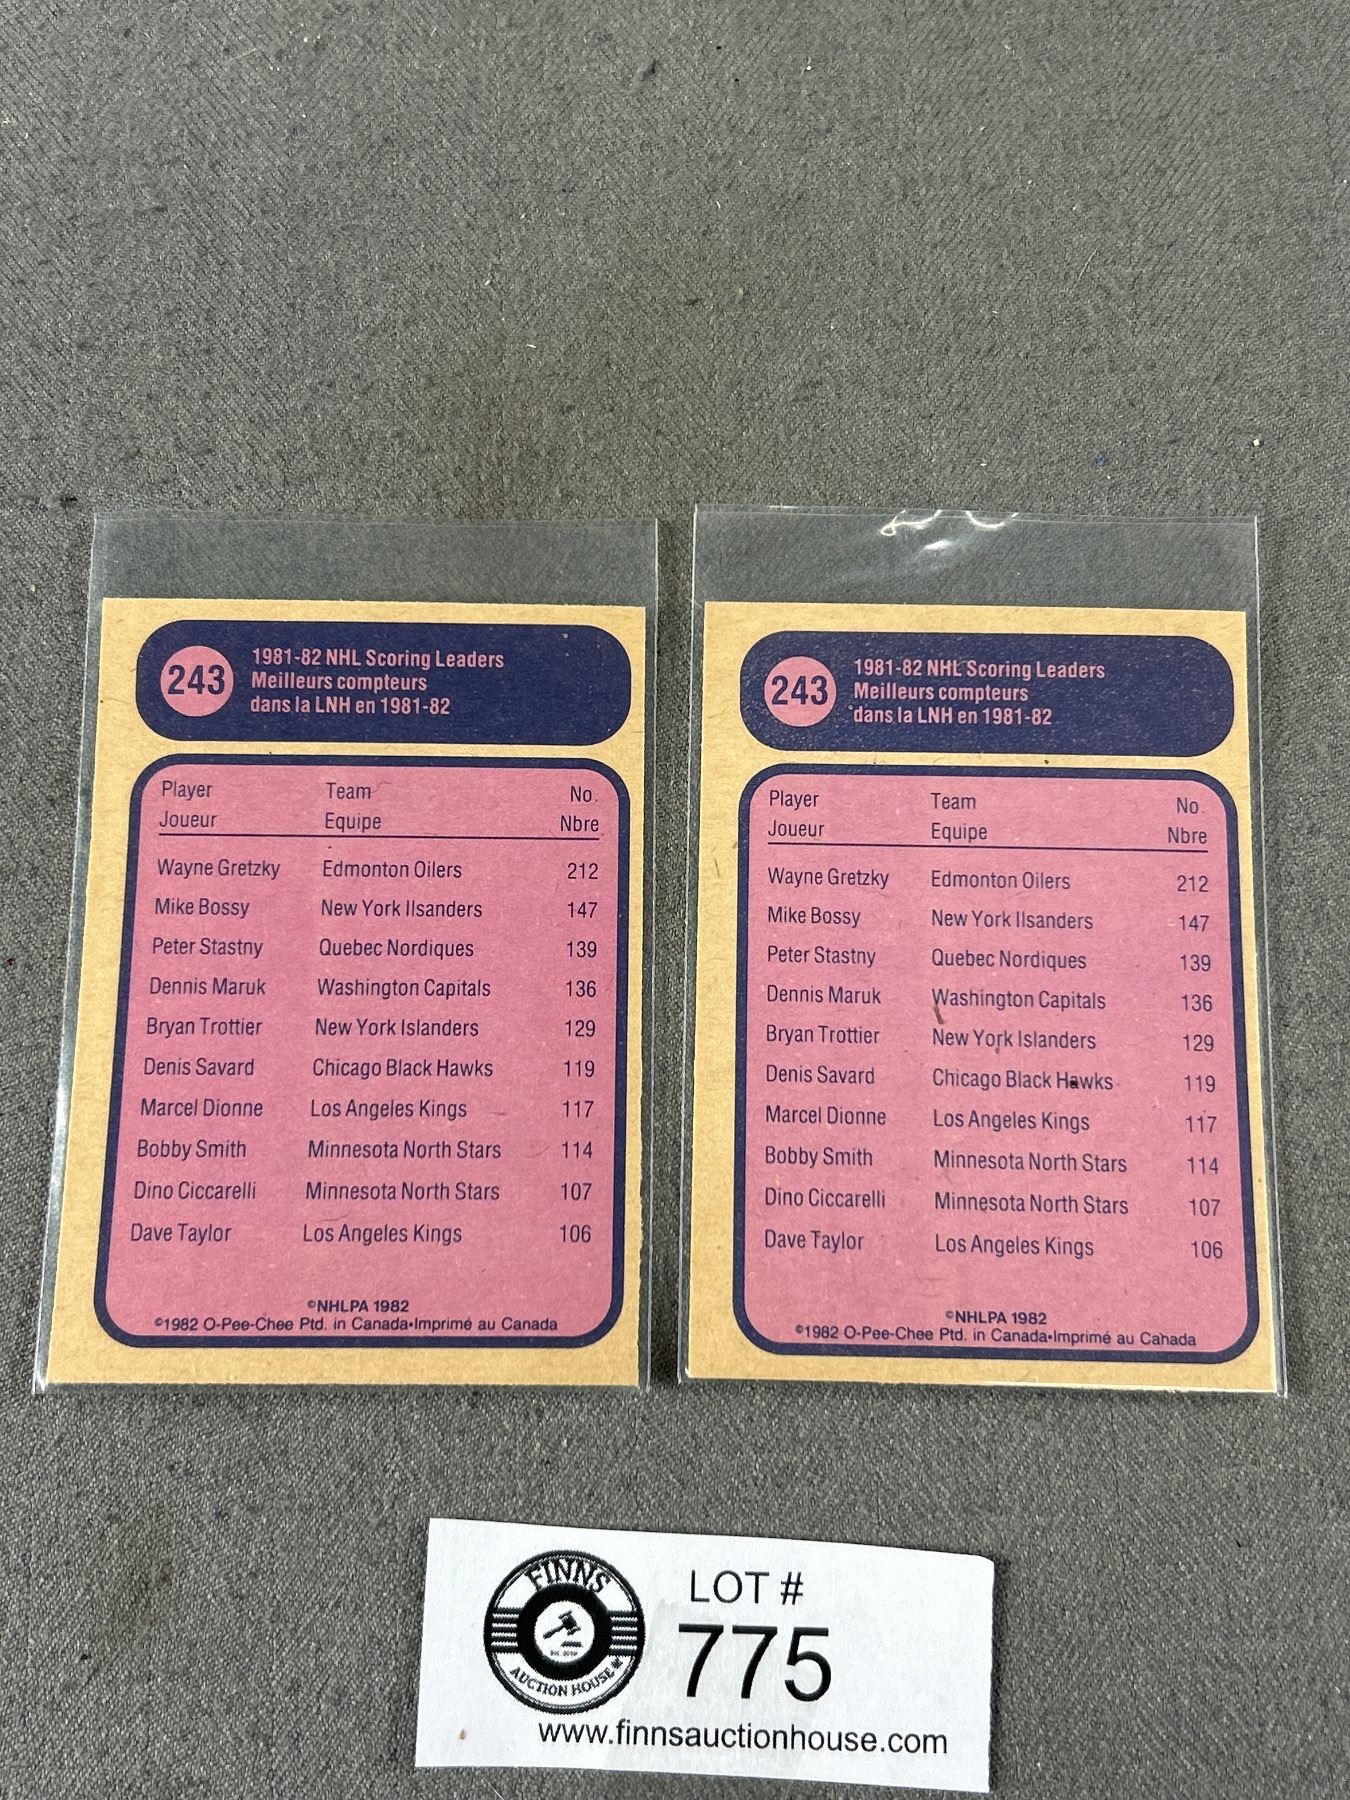 243
1981-82 NHL Scoring Leaders
Meilleurs compteurs
dans la LNH en 1981-82
Player Team No.
Joueur Equipe Nbre
Wayne Gretzky Edmonton Oilers 212
Mike Bossy New York Ilsanders 147
Peter Stastny Quebec Nordiques 139
Dennis Maruk Washington Capitals 136
Bryan Trottier New York Islanders 129
Denis Savard Chicago Black Hawks 119
Marcel Dionne Los Angeles Kings 117
Bobby Smith Minnesota North Stars 114
Dino Ciccarelli Minnesota North Stars 107
Dave Taylor Los Angeles Kings 106
©NHLPA 1982
©1982 O-Pee-Chee Ptd. in Canada•Imprimé au Canada
243
1981-82 NHL Scoring Leaders
Meilleurs compteurs
dans la LNH en 1981-82
Player Team No.
Joueur Equipe Nbre
Wayne Gretzky Edmonton Oilers 212
Mike Bossy New York Ilsanders 147
Peter Stastny Quebec Nordiques 139
Dennis Maruk Washington Capitals 136
Bryan Trottier New York Islanders 129
Denis Savard Chicago Black Hawks 119
Marcel Dionne Los Angeles Kings 117
Bobby Smith Minnesota North Stars 114
Dino Ciccarelli Minnesota North Stars 107
Dave Taylor Los Angeles Kings 106
©NHLPA 1982
©1982 O-Pee-Chee Ptd. in Canada•Imprimé au Canada
FINNS
AUCTION HOUSE
LOT #
775
www.finnsauctionhouse.com